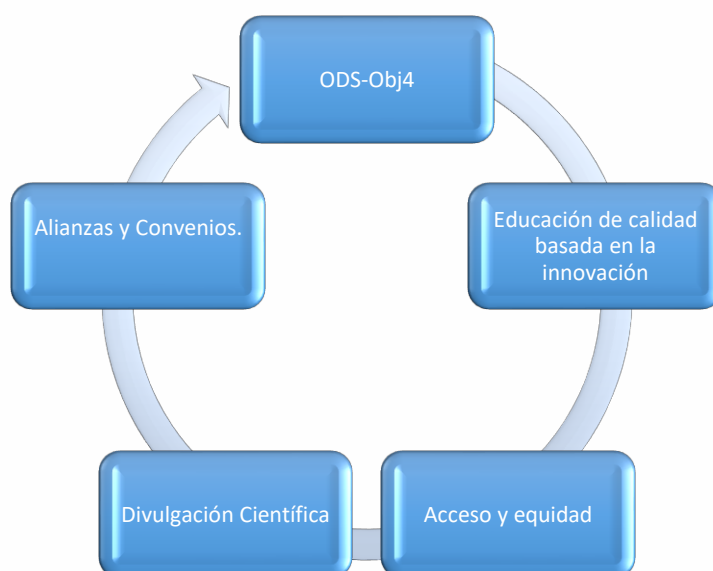 ODS-Obj4
Educación de calidad
basada en la
innovación
Acceso y equidad
Divulgación Científica
Alianzas y Convenios.